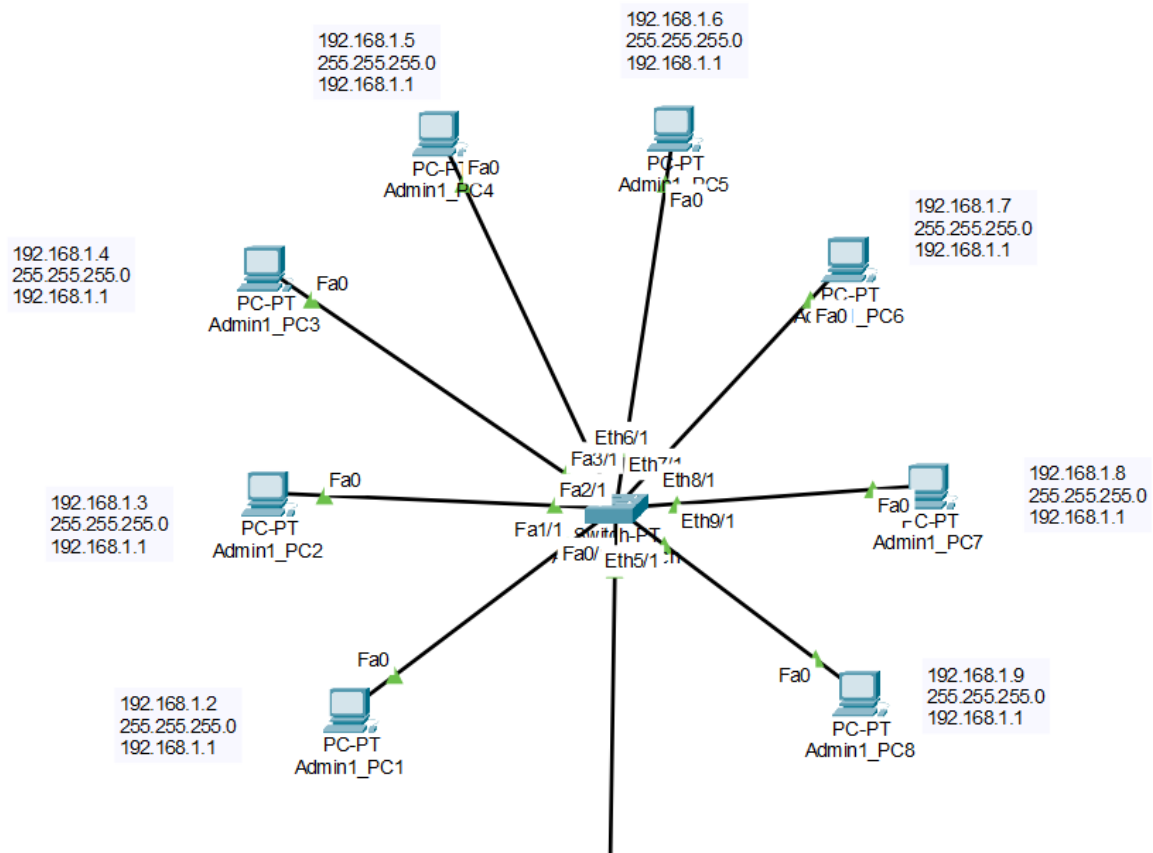 192.168.1.6
255.255.255.0
192.168.1.1
192.168.1.5
255.255.255.0
192.168.1.1
PC-PT
Fa0
Admin1_PC4
PC-PT
Admin1_PC5
Fa0
192.168.1.7
255.255.255.0
192.168.1.1
192.168.1.4
255.255.255.0
192.168.1.1
Fa0
PC-PT
Admin1_PC3
PC-PT
Fa0
_PC6
Eth6/1
Fa3/1
Eth7/1
Eth8/1
Fa2/1
Eth9/1
Fa1/1
Switch-PT
Fa0/
Eth5/1
192.168.1.3
255.255.255.0
192.168.1.1
Fa0
PC-PT
Admin1_PC2
192.168.1.8
255.255.255.0
192.168.1.1
Fa0
PC-PT
Admin1_PC7
192.168.1.2
255.255.255.0
192.168.1.1
Fa0
PC-PT
Admin1_PC1
Fa0
PC-PT
Admin1_PC8
192.168.1.9
255.255.255.0
192.168.1.1